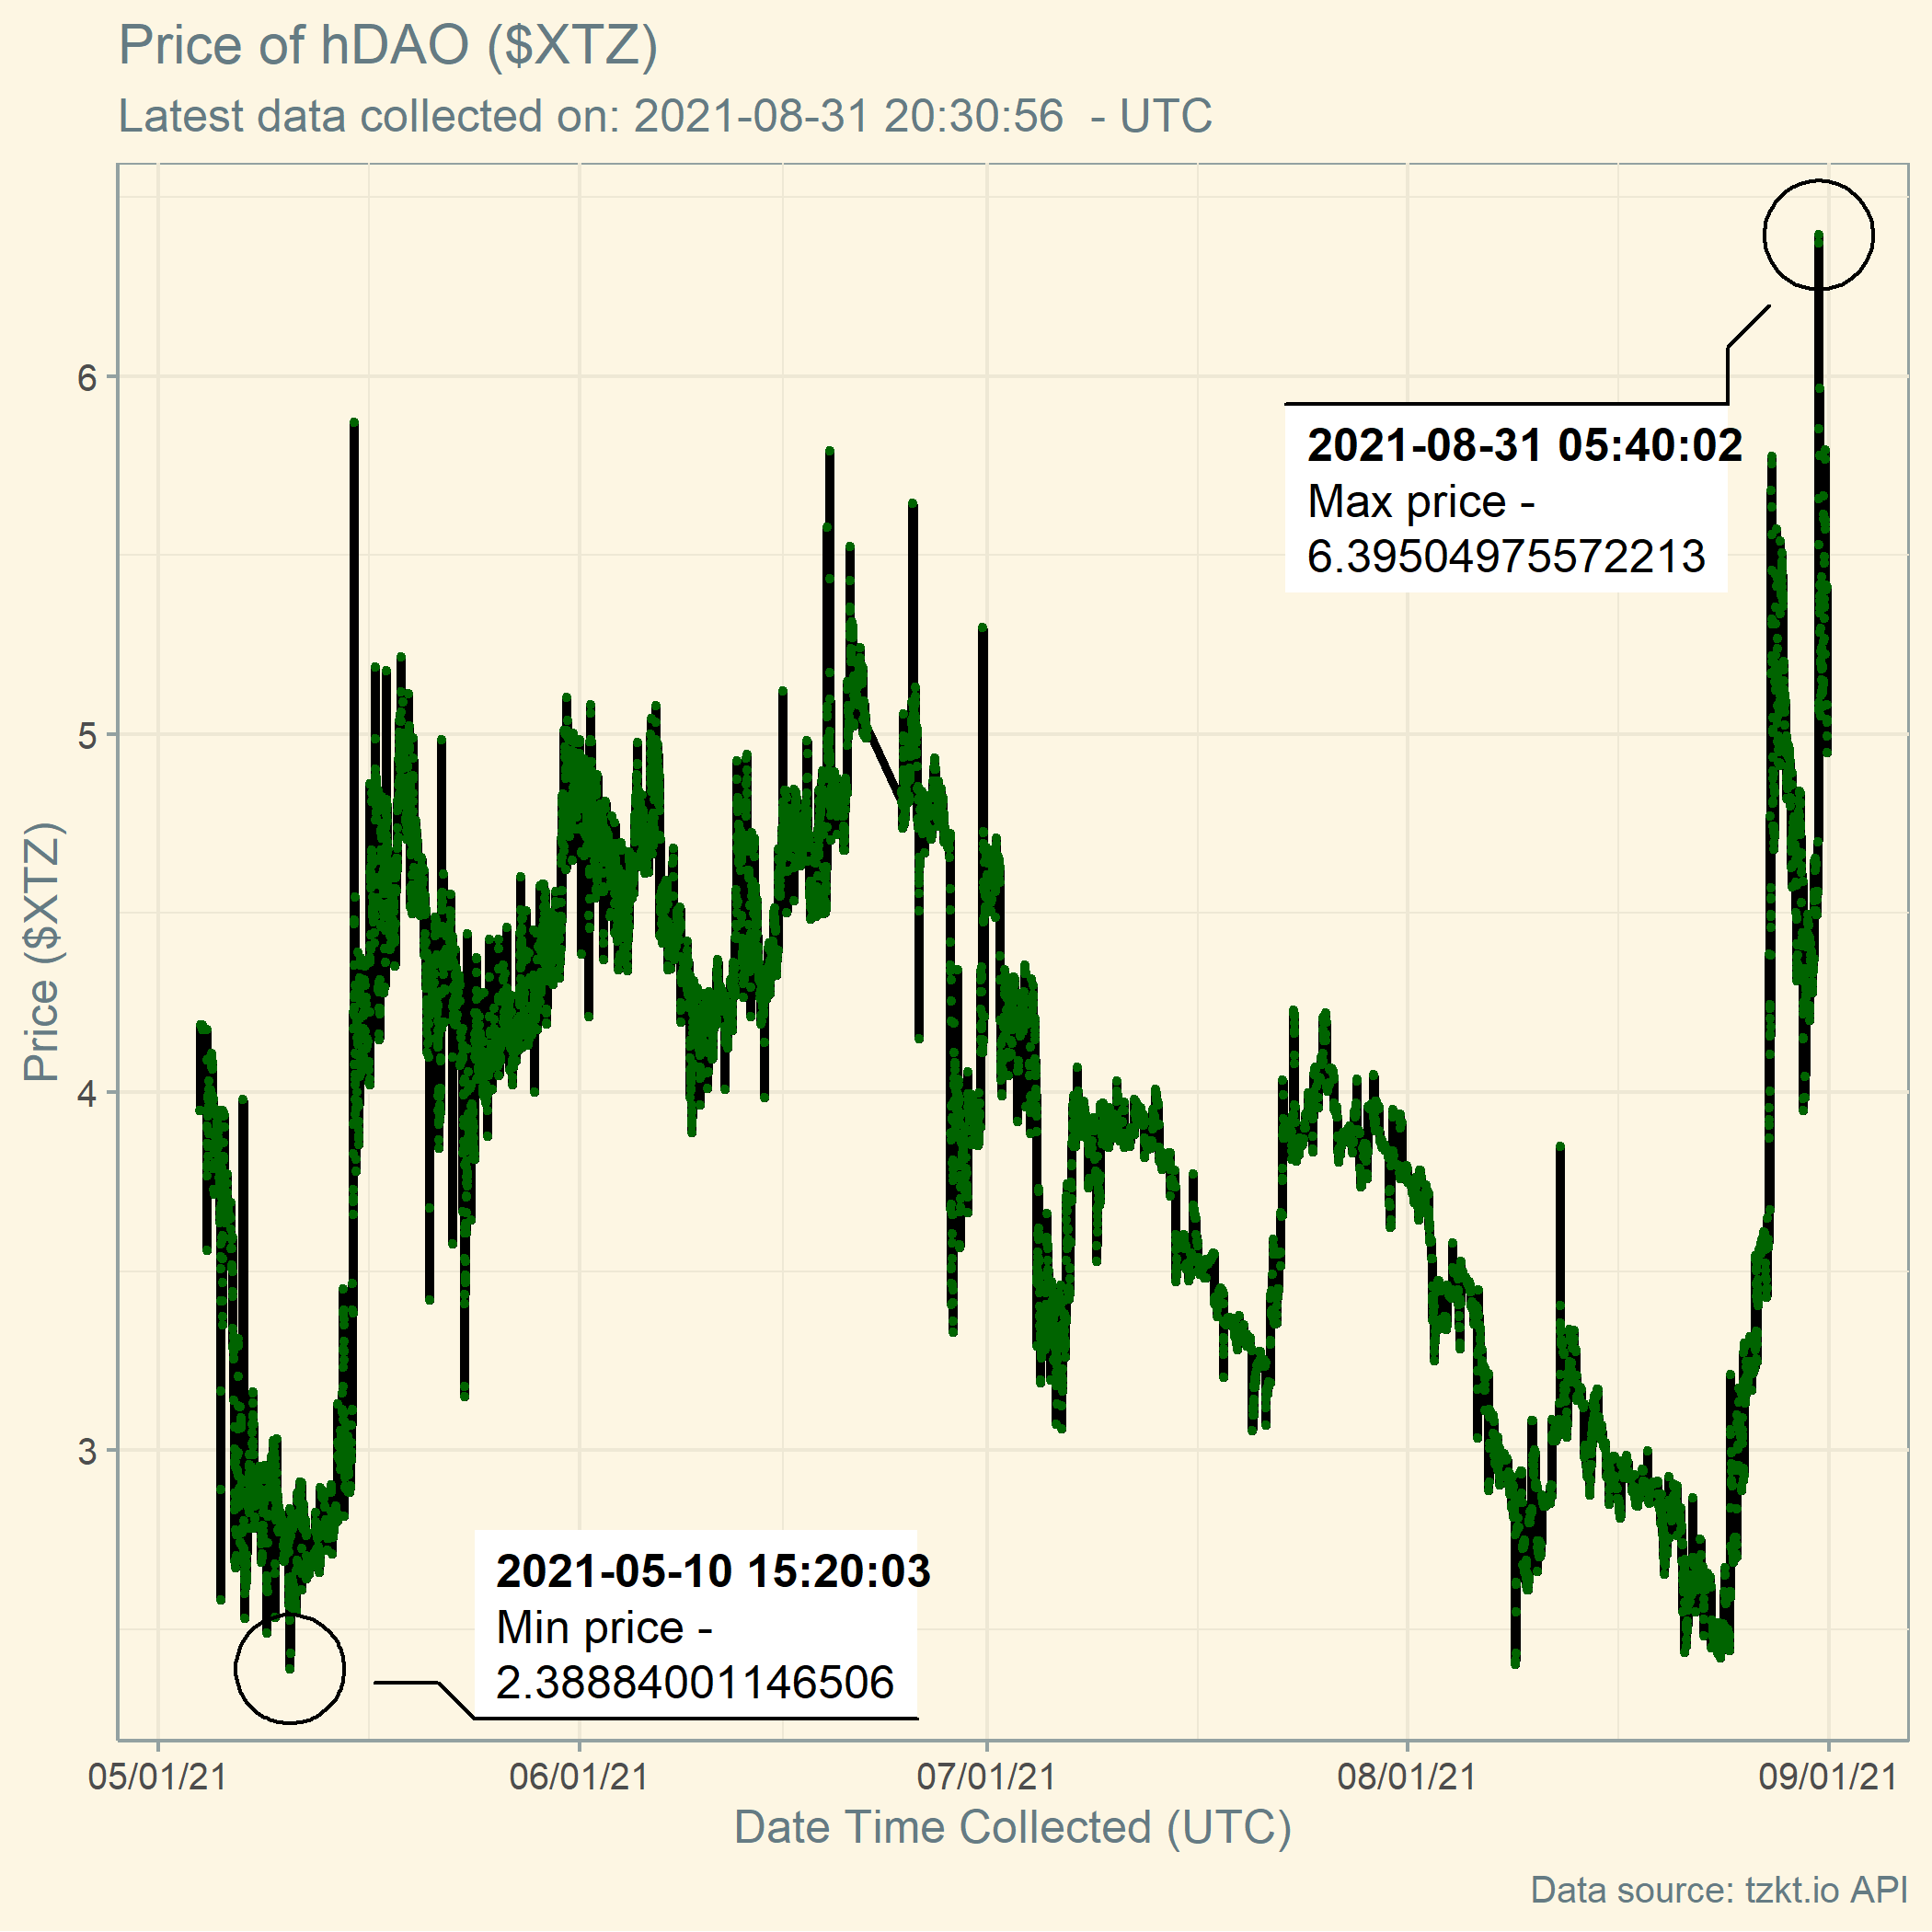 Price of hDAO ($XTZ)
Latest data collected on: 2021-08-31 20:30:56  - UTC
6
5
4
3
Price ($XTZ)
2021-08-31 05:40:02
Max price -
6.39504975572213
2021-05-10 15:20:03
Min price -
2.38884001146506
05/01/21
06/01/21
07/01/21
08/01/21
09/01/21
Date Time Collected (UTC)
Data source: tzkt.io API